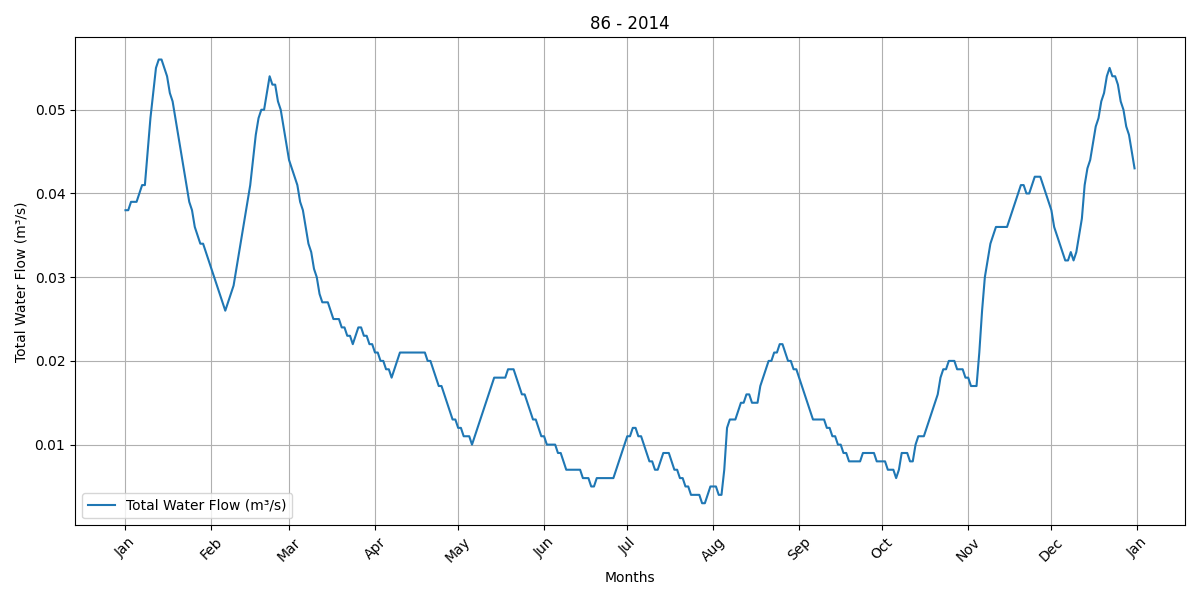 86 - 2014
Total Water Flow (m³/s)
0.05
0.04
0.03
0.02
0.01
Total Water Flow (m³/s)
Jan
Feb
Mar
Apr
May
Jun
Jul
Aug
Sep
Oct
Nov
Dec
Jan
Months